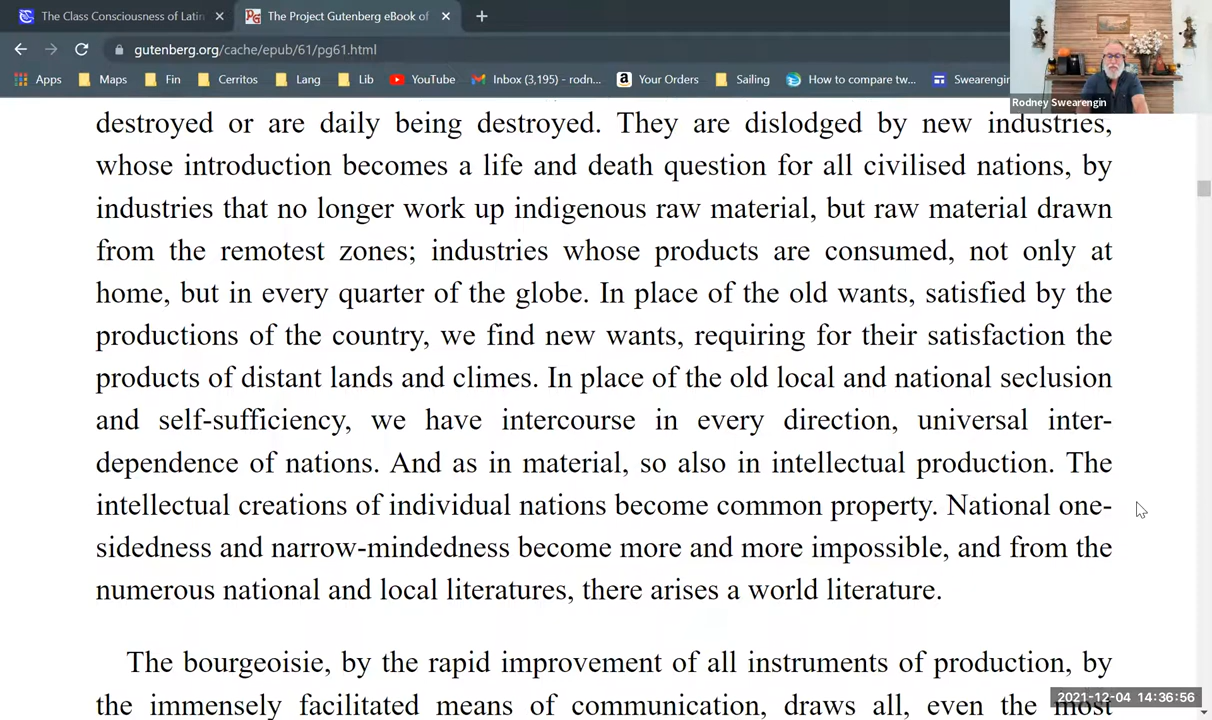 The Class Consciousness of Latin
The Project Gutenberg eBook of
gutenberg.org/cache/epub/61/pg61.html
Apps Maps Fin Cerritos Lang Lib YouTube Inbox (3,195) - rodn... Your Orders Sailing How to compare tw... Swearengin
Rodney Swearengin
destroyed or are daily being destroyed. They are dislodged by new industries,
whose introduction becomes a life and death question for all civilised nations, by
industries that no longer work up indigenous raw material, but raw material drawn
from the remotest zones; industries whose products are consumed, not only at
home, but in every quarter of the globe. In place of the old wants, satisfied by the
productions of the country, we find new wants, requiring for their satisfaction the
products of distant lands and climes. In place of the old local and national seclusion
and self-sufficiency, we have intercourse in every direction, universal inter-
dependence of nations. And as in material, so also in intellectual production. The
intellectual creations of individual nations become common property. National one-
sidedness and narrow-mindedness become more and more impossible, and from the
numerous national and local literatures, there arises a world literature.
The bourgeoisie, by the rapid improvement of all instruments of production, by
the immensely facilitated means of communication, draws all, even the most
2021-12-04 14:36:56